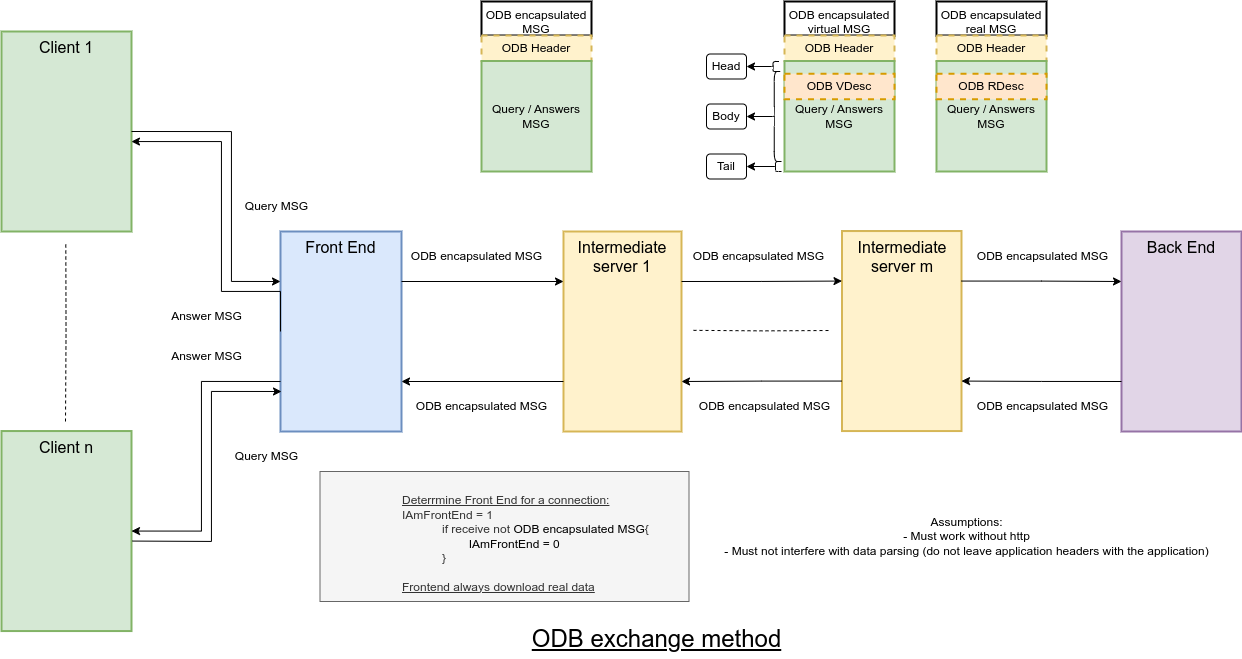 ODB encapsulated
MSG
ODB Header
Query / Answers
MSG
ODB encapsulated
virtual MSG
ODB Header
ODB VDesc
Query / Answers
MSG
Head
Body
Tail
ODB encapsulated
real MSG
ODB Header
ODB RDesc
Query / Answers
MSG
Client 1
Query MSG
Answer MSG
Answer MSG
Query MSG
Client n
Front End
ODB encapsulated MSG
ODB encapsulated MSG
Intermediate
server 1
ODB encapsulated MSG
ODB encapsulated MSG
Intermediate
server m
ODB encapsulated MSG
ODB encapsulated MSG
Back End
Deterrmine Front End for a connection:
IAmFrontEnd = 1
if receive not ODB encapsulated MSG{
IAmFrontEnd = 0
}
Frontend always download real data
Assumptions:
- Must work without http
- Must not interfere with data parsing (do not leave application headers with the application)
ODB exchange method